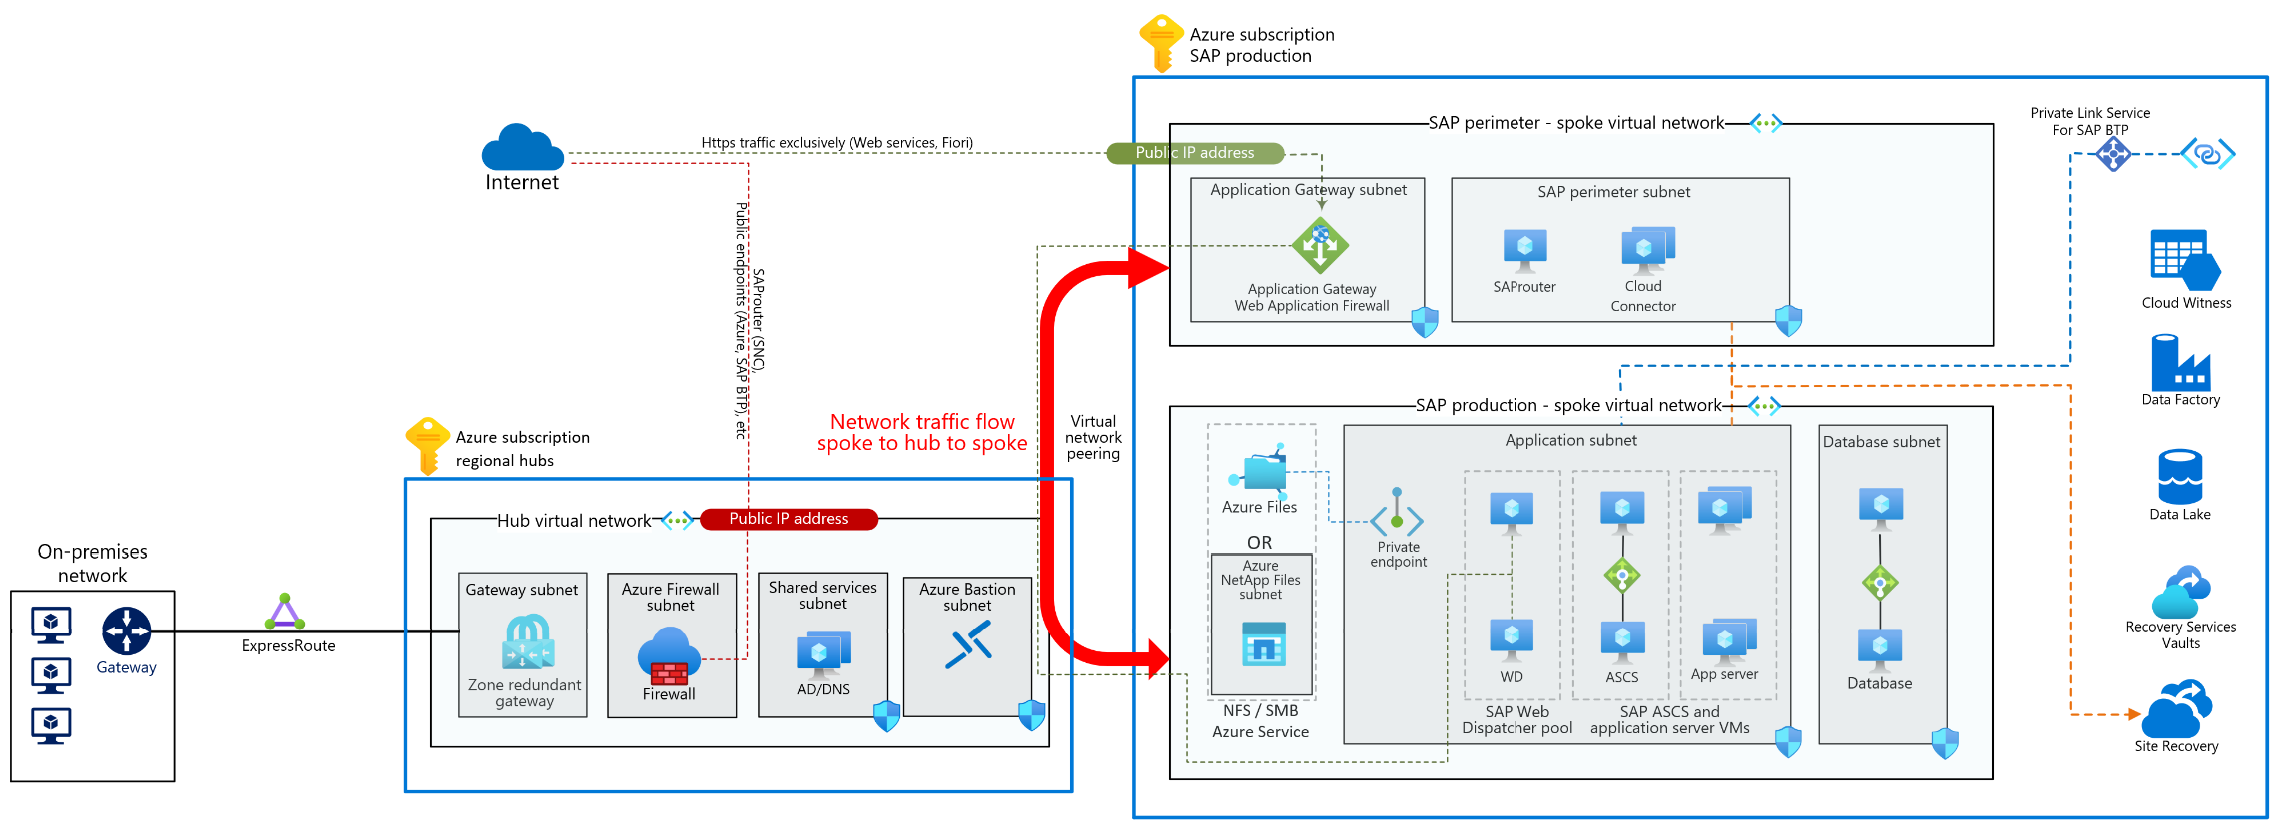 Azure subscription
SAP production
SAP perimeter - spoke virtual network
Private Link Service
For SAP BTP
Https traffic exclusively (Web services, Fiori)
Public IP address
Internet
Application Gateway subnet
SAP perimeter subnet
SAProuter
Cloud
Connector
Application Gateway
Web Application Firewall
Cloud Witness
Data Factory
Data Lake
Recovery Services
Vaults
Site Recovery
SAProuter (SNC),
Public endpoints (Azure, SAP BTP), etc
Network traffic flow
spoke to hub to spoke
Virtual
network
peering
Azure subscription
regional hubs
Hub virtual network
Public IP address
On-premises
network
Gateway
ExpressRoute
Gateway subnet
Zone redundant
gateway
Azure Firewall
subnet
Firewall
Shared services
subnet
AD/DNS
Azure Bastion
subnet
SAP production - spoke virtual network
Azure Files
OR
Azure
NetApp Files
subnet
NFS / SMB
Azure Service
Application subnet
Private
endpoint
WD
SAP Web
Dispatcher pool
ASCS
App server
SAP ASCS and
application server VMs
Database subnet
Database